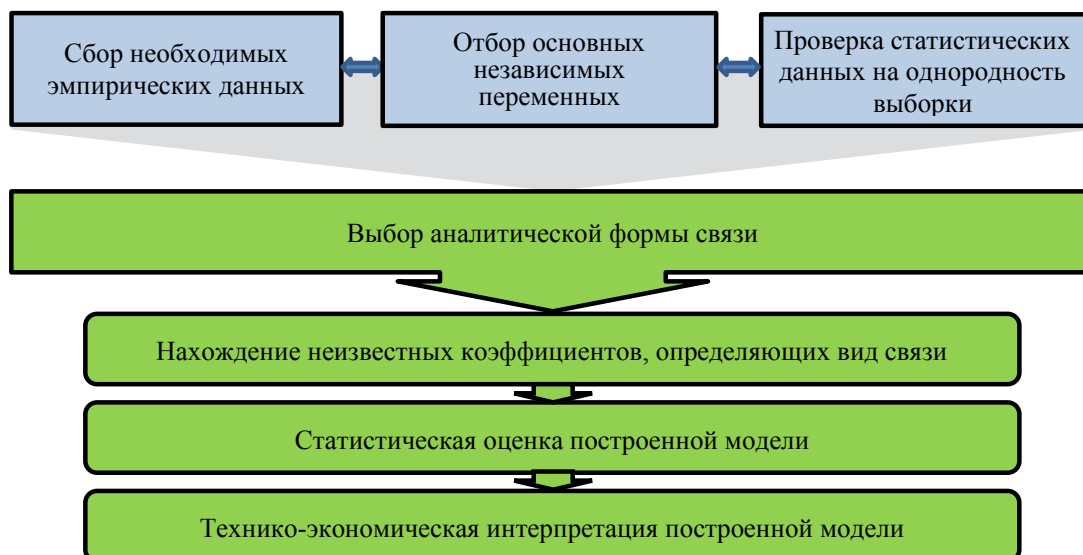 Сбор необходимых
эмпирических данных
Отбор основных
независимых
переменных
Проверка статистических
данных на однородность
выборки
Выбор аналитической формы связи
Нахождение неизвестных коэффициентов, определяющих вид связи
Статистическая оценка построенной модели
Технико-экономическая интерпретация построенной модели